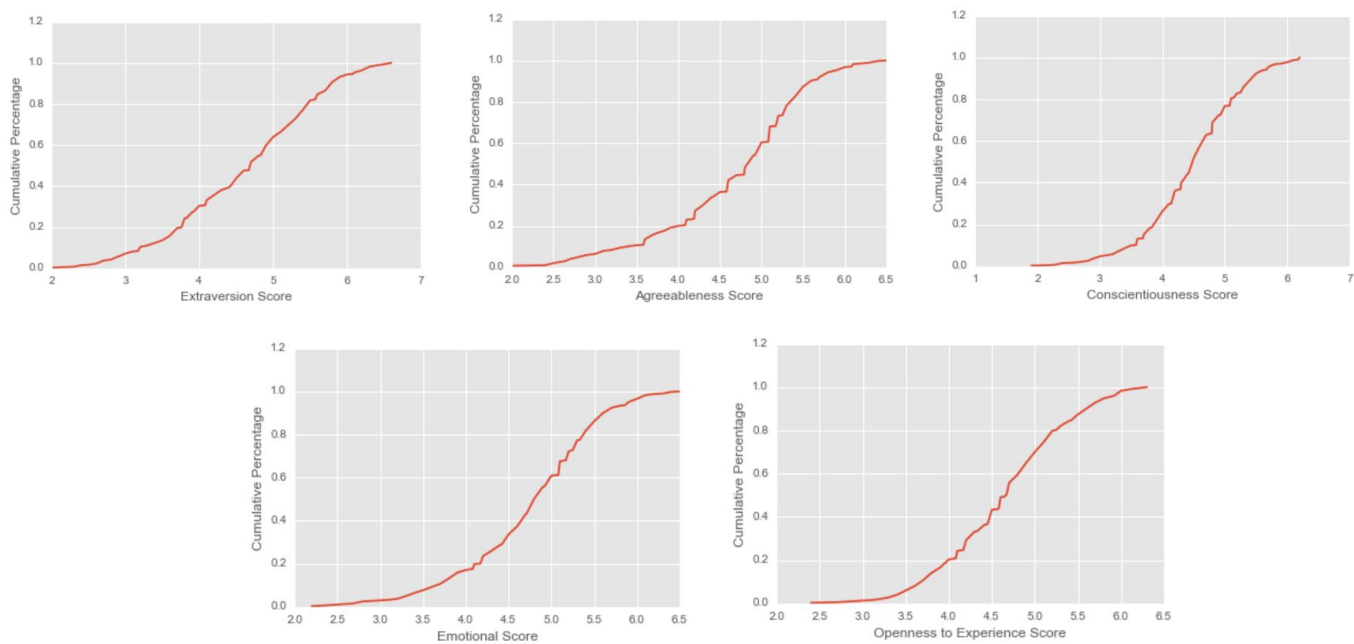 1.2
1.0
0.8
0.6
0.4
0.2
0.0
Cumulative Percentage
2 3 4 5 6 7
Extraversion Score
1.2
1.0
0.8
0.6
0.4
0.2
0.0
Cumulative Percentage
2.0 2.5 3.0 3.5 4.0 4.5 5.0 5.5 6.0 6.5
Agreeableness Score
1.2
1.0
0.8
0.6
0.4
0.2
0.0
Cumulative Percentage
1 2 3 4 5 6 7
Conscientiousness Score
1.2
1.0
0.8
0.6
0.4
0.2
0.0
Cumulative Percentage
2.0 2.5 3.0 3.5 4.0 4.5 5.0 5.5 6.0 6.5
Emotional Score
1.2
1.0
0.8
0.6
0.4
0.2
0.0
Cumulative Percentage
2.0 2.5 3.0 3.5 4.0 4.5 5.0 5.5 6.0 6.5
Openness to Experience Score